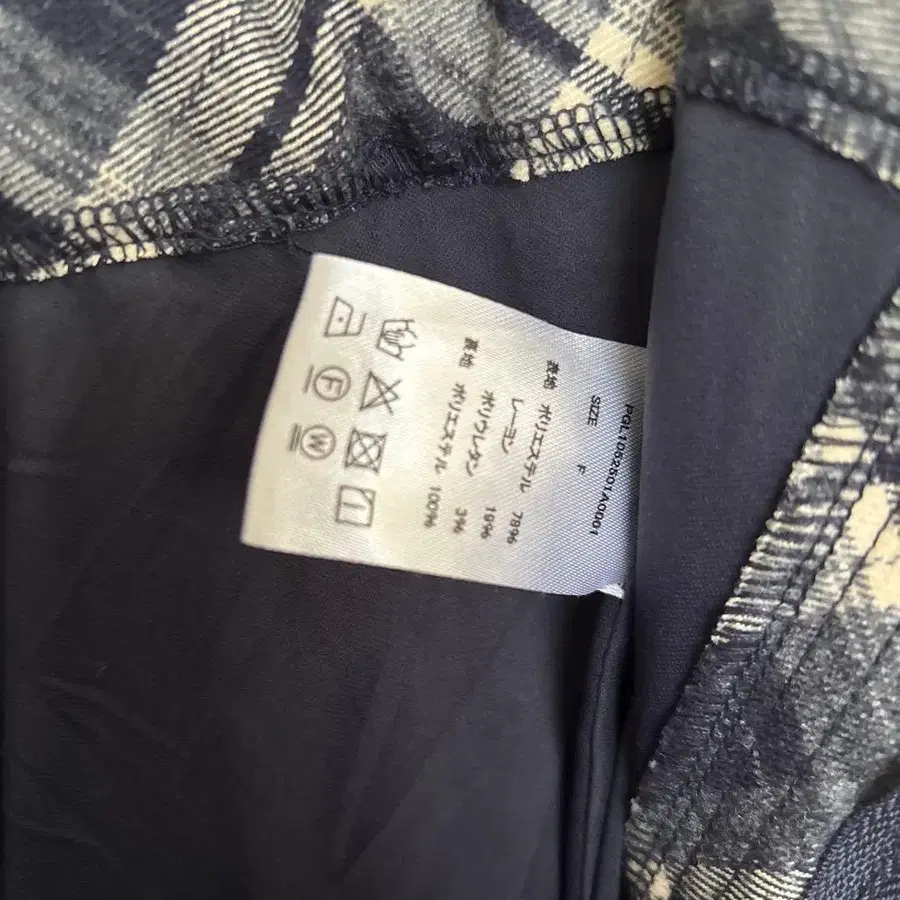 PGL1062501A0001
SIZE F
表地 ポリエステル 78%
レーヨン 19%
ポリウレタン 3%
裏地 ポリエステル 100%
F
W